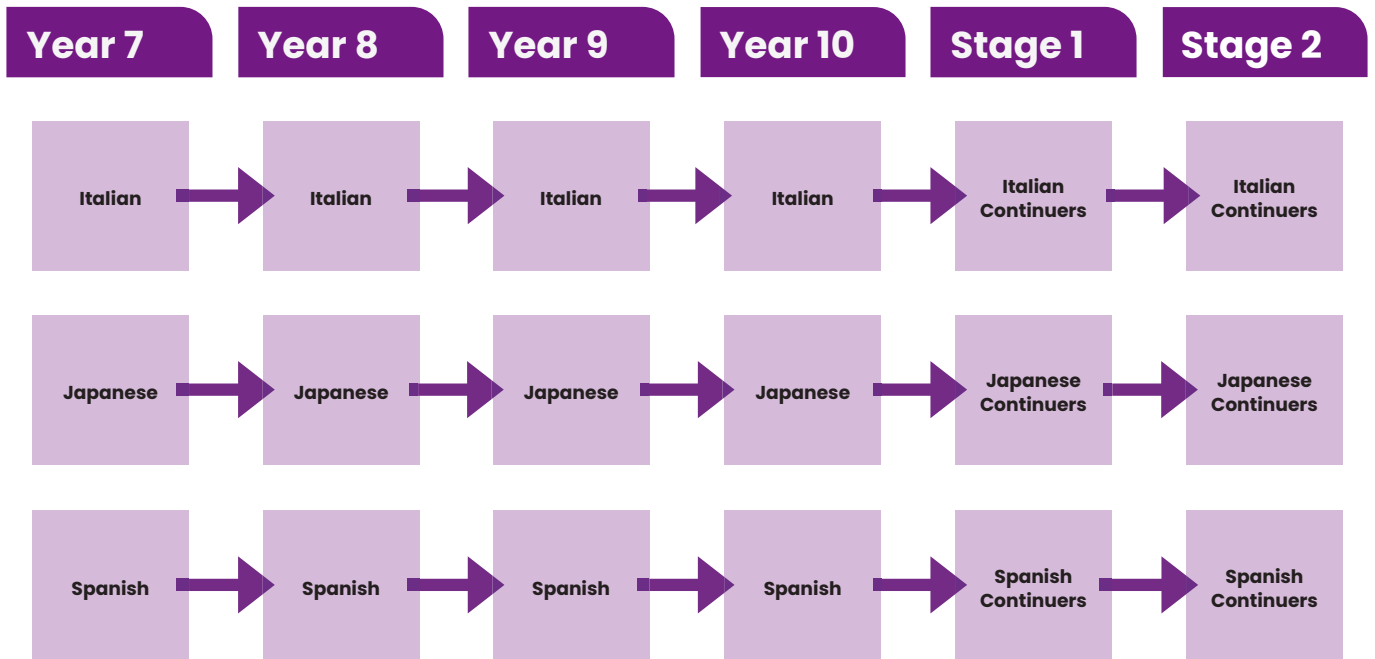 Year 7
Year 8
Year 9
Year 10
Stage 1
Stage 2
Italian
Italian
Italian
Italian
Italian
Continuers
Italian
Continuers
Japanese
Japanese
Japanese
Japanese
Japanese
Continuers
Japanese
Continuers
Spanish
Spanish
Spanish
Spanish
Spanish
Continuers
Spanish
Continuers